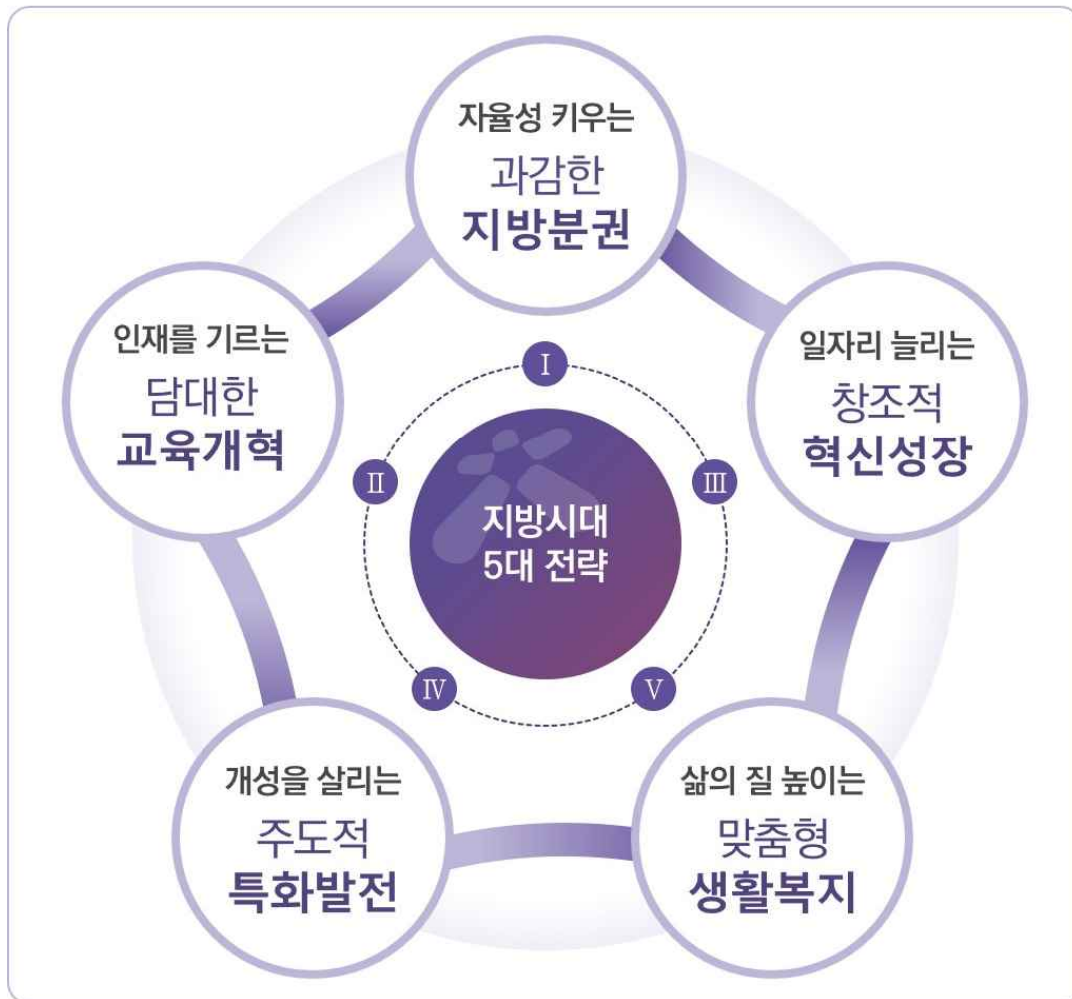 자율성 키우는
과감한
지방분권
인재를 기르는
담대한
교육개혁
일자리 늘리는
창조적
혁신성장
Ⅰ
Ⅱ
Ⅲ
지방시대
5대 전략
Ⅳ
Ⅴ
개성을 살리는
주도적
특화발전
삶의 질 높이는
맞춤형
생활복지